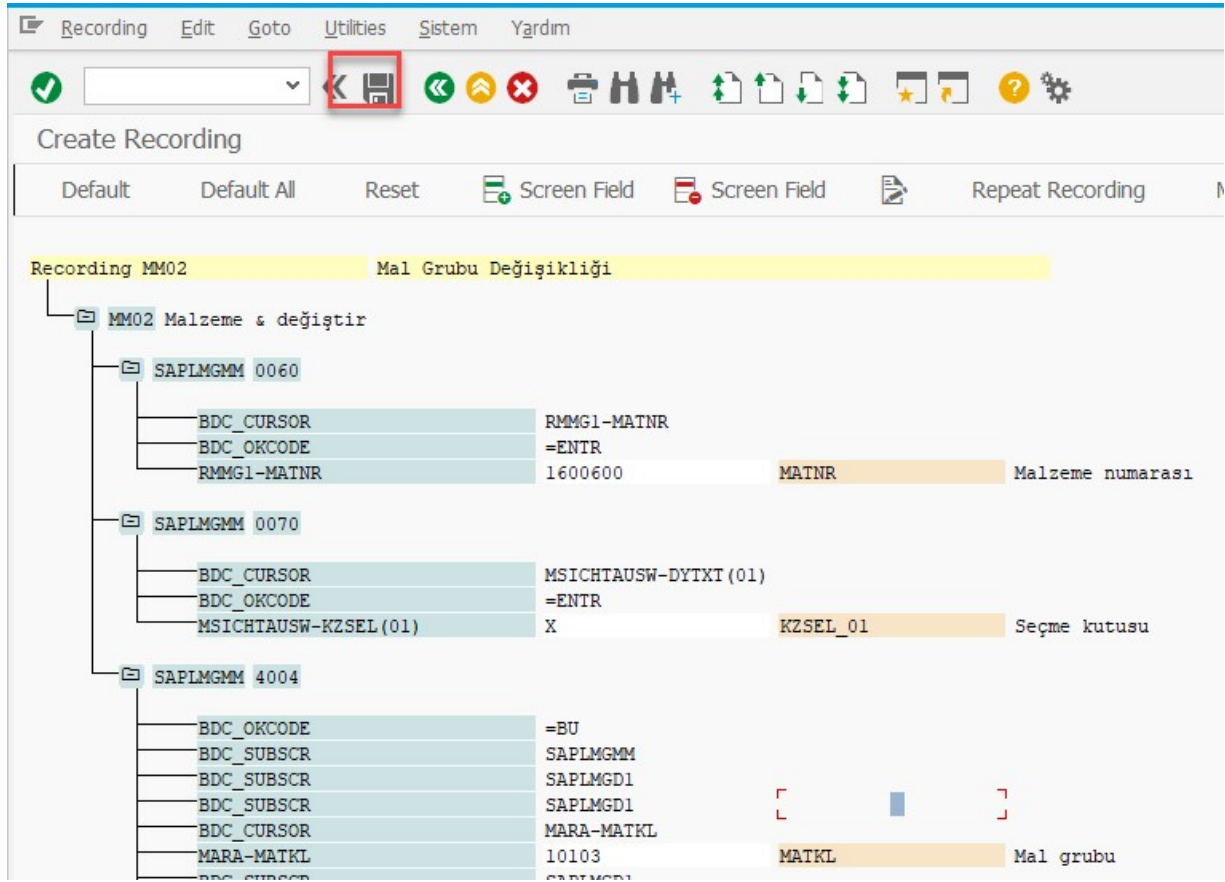 Recording Edit Goto Utilities Sistem Yardım
Create Recording
Default Default All Reset Screen Field Screen Field Repeat Recording
Recording MM02 Mal Grubu Değişikliği
MM02 Malzeme & değiştir
SAPLMGMM 0060
BDC_CURSOR RMMG1-MATNR
BDC_OKCODE =ENTR
RMMG1-MATNR 1600600 MATNR Malzeme numarası
SAPLMGMM 0070
BDC_CURSOR MSICHTAUSW-DYTXT(01)
BDC_OKCODE =ENTR
MSICHTAUSW-KZSEL(01) X KZSEL_01 Seçme kutusu
SAPLMGMM 4004
BDC_OKCODE =BU
BDC_SUBSCR SAPLMGMM
BDC_SUBSCR SAPLMGD1
BDC_SUBSCR SAPLMGD1
BDC_CURSOR MARA-MATKL
MARA-MATKL 10103 MATKL Mal grubu